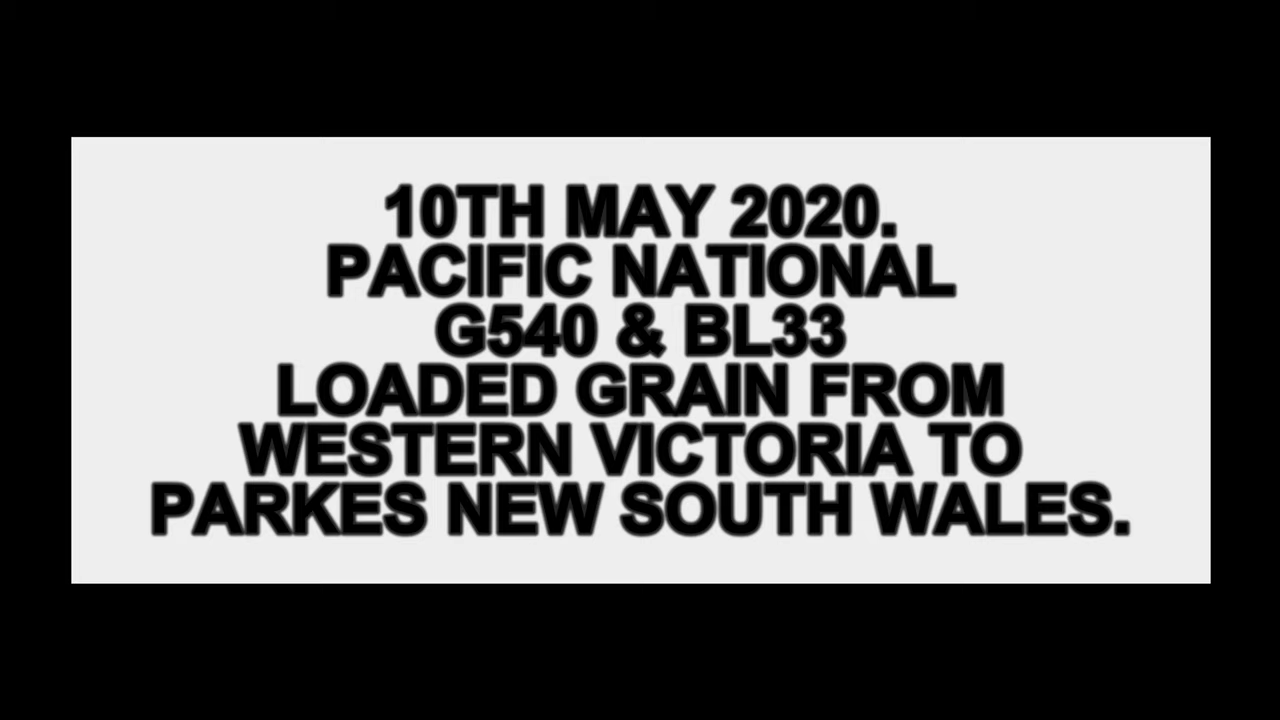 10TH MAY 2020.
PACIFIC NATIONAL
G540 & BL33
LOADED GRAIN FROM
WESTERN VICTORIA TO
PARKES NEW SOUTH WALES.